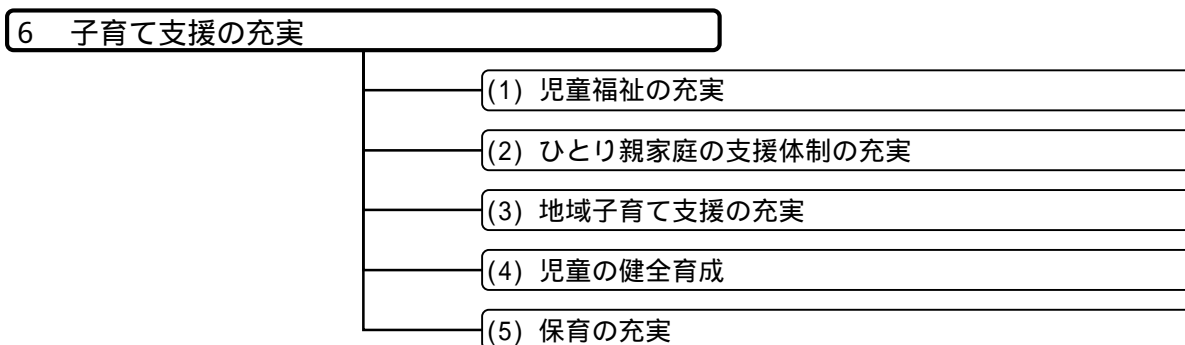 6　子育て支援の充実
(1) 児童福祉の充実
(2) ひとり親家庭の支援体制の充実
(3) 地域子育て支援の充実
(4) 児童の健全育成
(5) 保育の充実